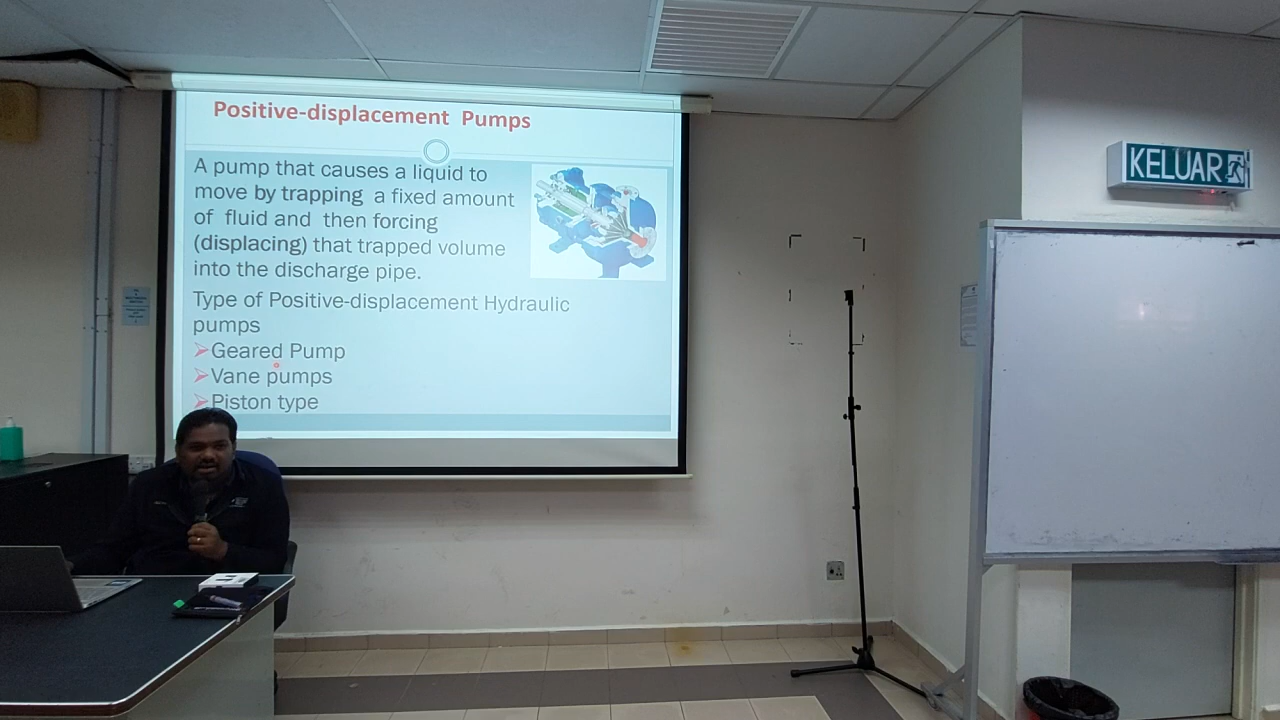 Positive-displacement Pumps
A pump that causes a liquid to
move by trapping a fixed amount
of fluid and then forcing
(displacing) that trapped volume
into the discharge pipe.
Type of Positive-displacement Hydraulic
pumps
➢Geared Pump
➢Vane pumps
➢Piston type
KELUAR